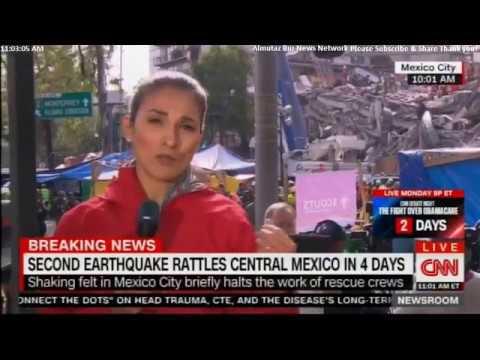 11:03:05 AM
Almutaz Bur News Network Please Subscribe & Share Thank you!
Mexico City
10:01 AM
MONTERREY
SCOUTS
LIVE MONDAY 9P ET
CNN DEBATE NIGHT
THE FIGHT OVER OBAMACARE
2 DAYS
LIVE
CNN
BREAKING NEWS
SECOND EARTHQUAKE RATTLES CENTRAL MEXICO IN 4 DAYS
Shaking felt in Mexico City briefly halts the work of rescue crews
11:01 AM ET
CONNECT THE DOTS" ON HEAD TRAUMA, CTE, AND THE DISEASE'S LONG-TER
NEWSROOM